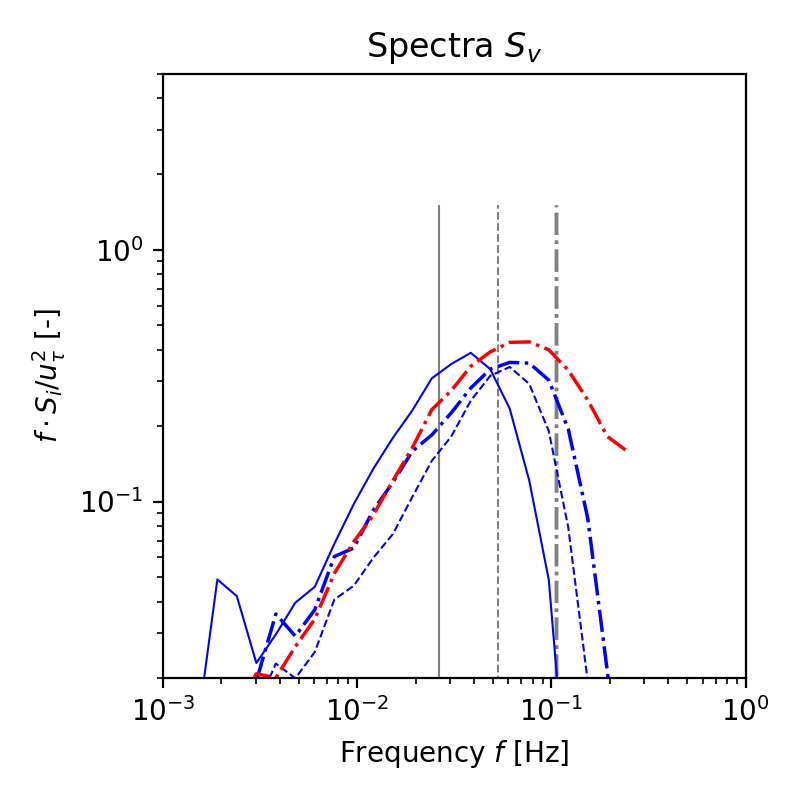 Spectra $S_v$
$f \cdot S_i/u_\tau^2$ [-]
$10^0$
$10^{-1}$
$10^{-3}$ $10^{-2}$ $10^{-1}$ $10^0$
Frequency $f$ [Hz]